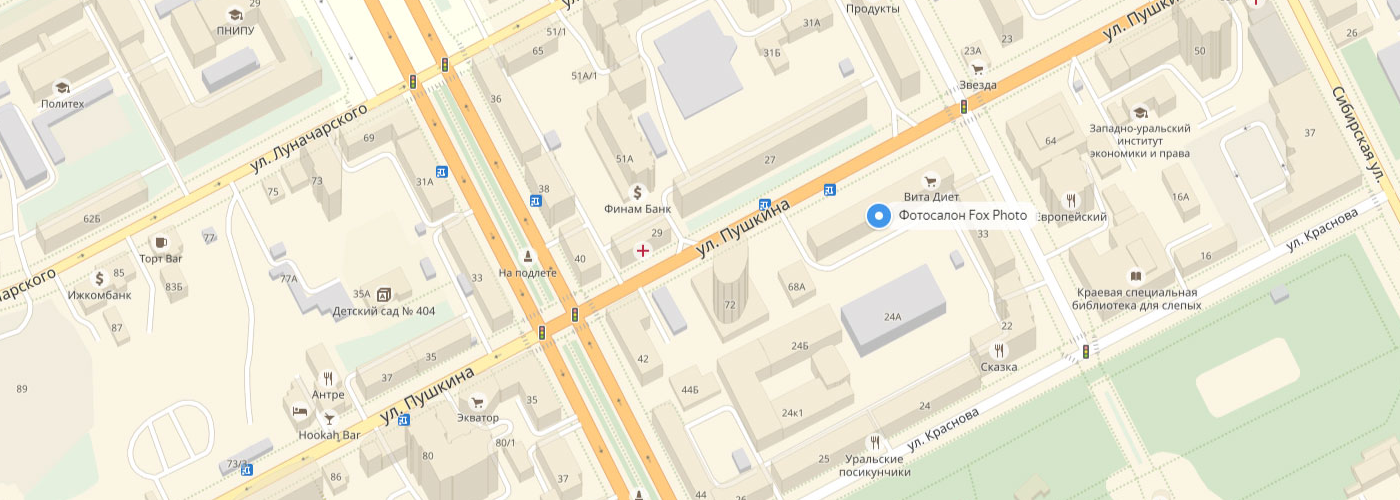 29
ПНИПУ
Политех
ул. Луначарского
51/1
65
51А/1
36
31А
31Б
Продукты
ул. Пушки
23А
23
Звезда
50
26
Сибирская ул.
37
64
Западно-уральский
институт
экономики и права
16А
69
75
73
31А
62Б
77
Торт Bar
85
83Б
Ижкомбанк
87
77А
35А
Детский сад № 404
33
35
37
38
51А
Финам Банк
29
40
На подлете
27
ул. Пушкина
Вита Диет
Фотосалон Fox Photo
33
Европейский
ул. Краснова
16
Краевая специальная
библиотека для слепых
72
68А
24А
22
Сказка
24Б
24к1
24
ул. Краснова
25
Уральские
посикунчики
42
44Б
44
26
89
Антре
Hookah Bar
ул. Пушкина
Экватор
35
80/1
80
37
86
73/2
чарского